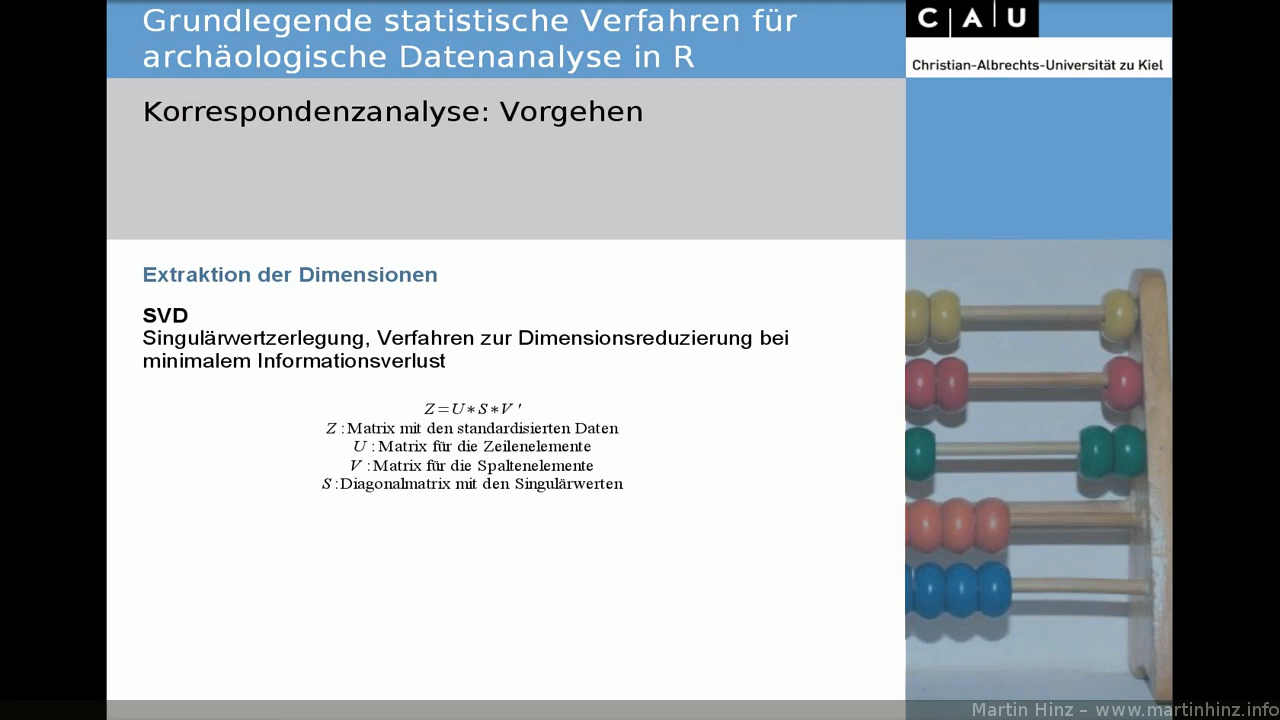 Grundlegende statistische Verfahren für
archäologische Datenanalyse in R
C|A|U
Christian-Albrechts-Universität zu Kiel
Korrespondenzanalyse: Vorgehen
Extraktion der Dimensionen
SVD
Singulärwertzerlegung, Verfahren zur Dimensionsreduzierung bei
minimalem Informationsverlust
Z=U∗S∗V '
Z :Matrix mit den standardisierten Daten
U : Matrix für die Zeilenelemente
V :Matrix für die Spaltenelemente
S :Diagonalmatrix mit den Singulärwerten
Martin Hinz – www.martinhinz.info